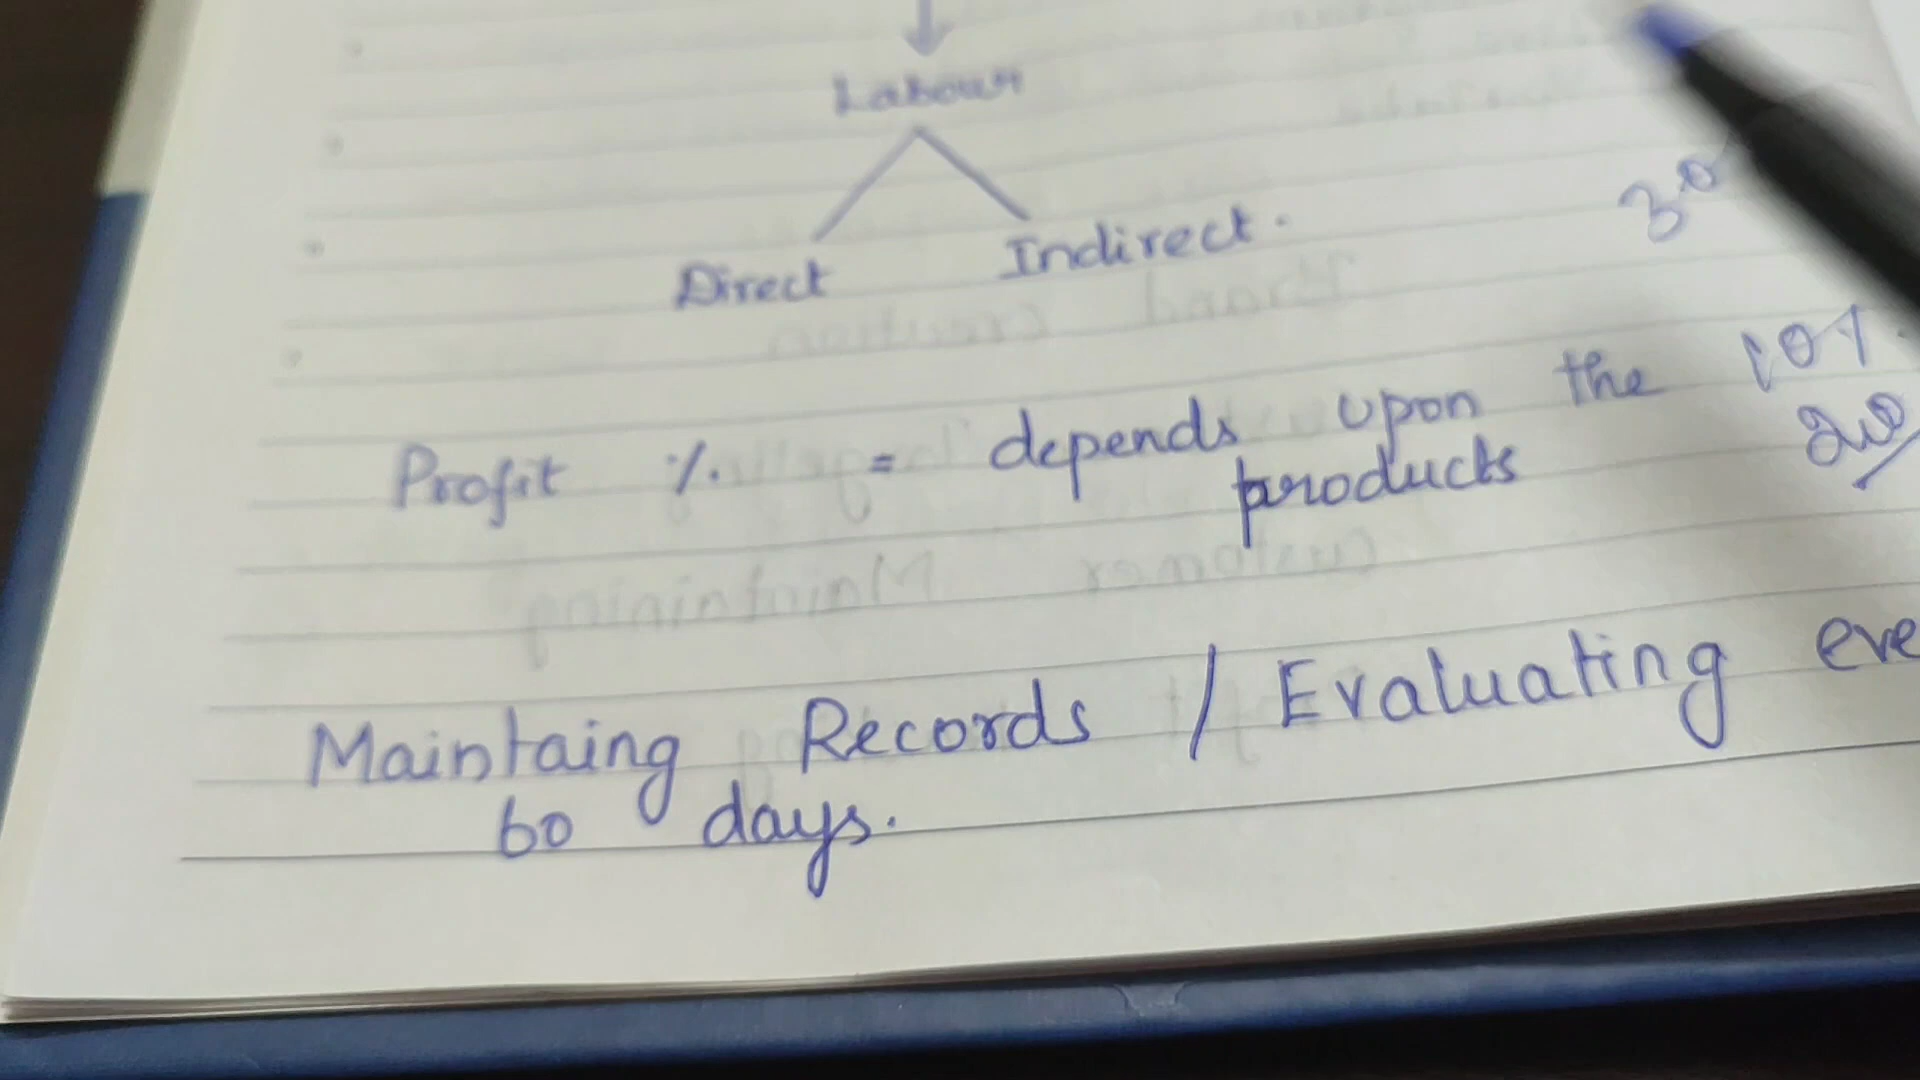 Labour
Direct Indirect.
30
Profit % = depends upon the 10%.
products 20
Maintaing Records / Evaluating eve
60 days.